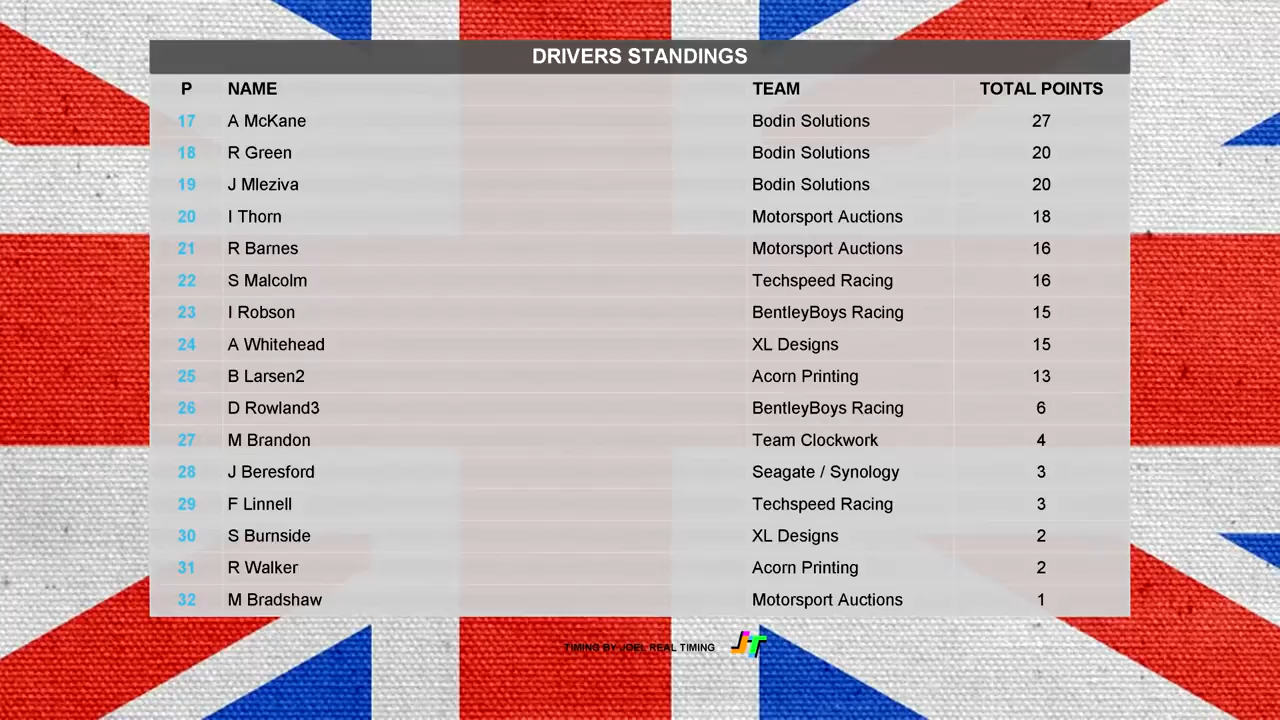 DRIVERS STANDINGS
P NAME TEAM TOTAL POINTS
17 A McKane Bodin Solutions 27
18 R Green Bodin Solutions 20
19 J Mleziva Bodin Solutions 20
20 I Thorn Motorsport Auctions 18
21 R Barnes Motorsport Auctions 16
22 S Malcolm Techspeed Racing 16
23 I Robson BentleyBoys Racing 15
24 A Whitehead XL Designs 15
25 B Larsen2 Acorn Printing 13
26 D Rowland3 BentleyBoys Racing 6
27 M Brandon Team Clockwork 4
28 J Beresford Seagate / Synology 3
29 F Linnell Techspeed Racing 3
30 S Burnside XL Designs 2
31 R Walker Acorn Printing 2
32 M Bradshaw Motorsport Auctions 1
TIMING BY JOEL REAL TIMING